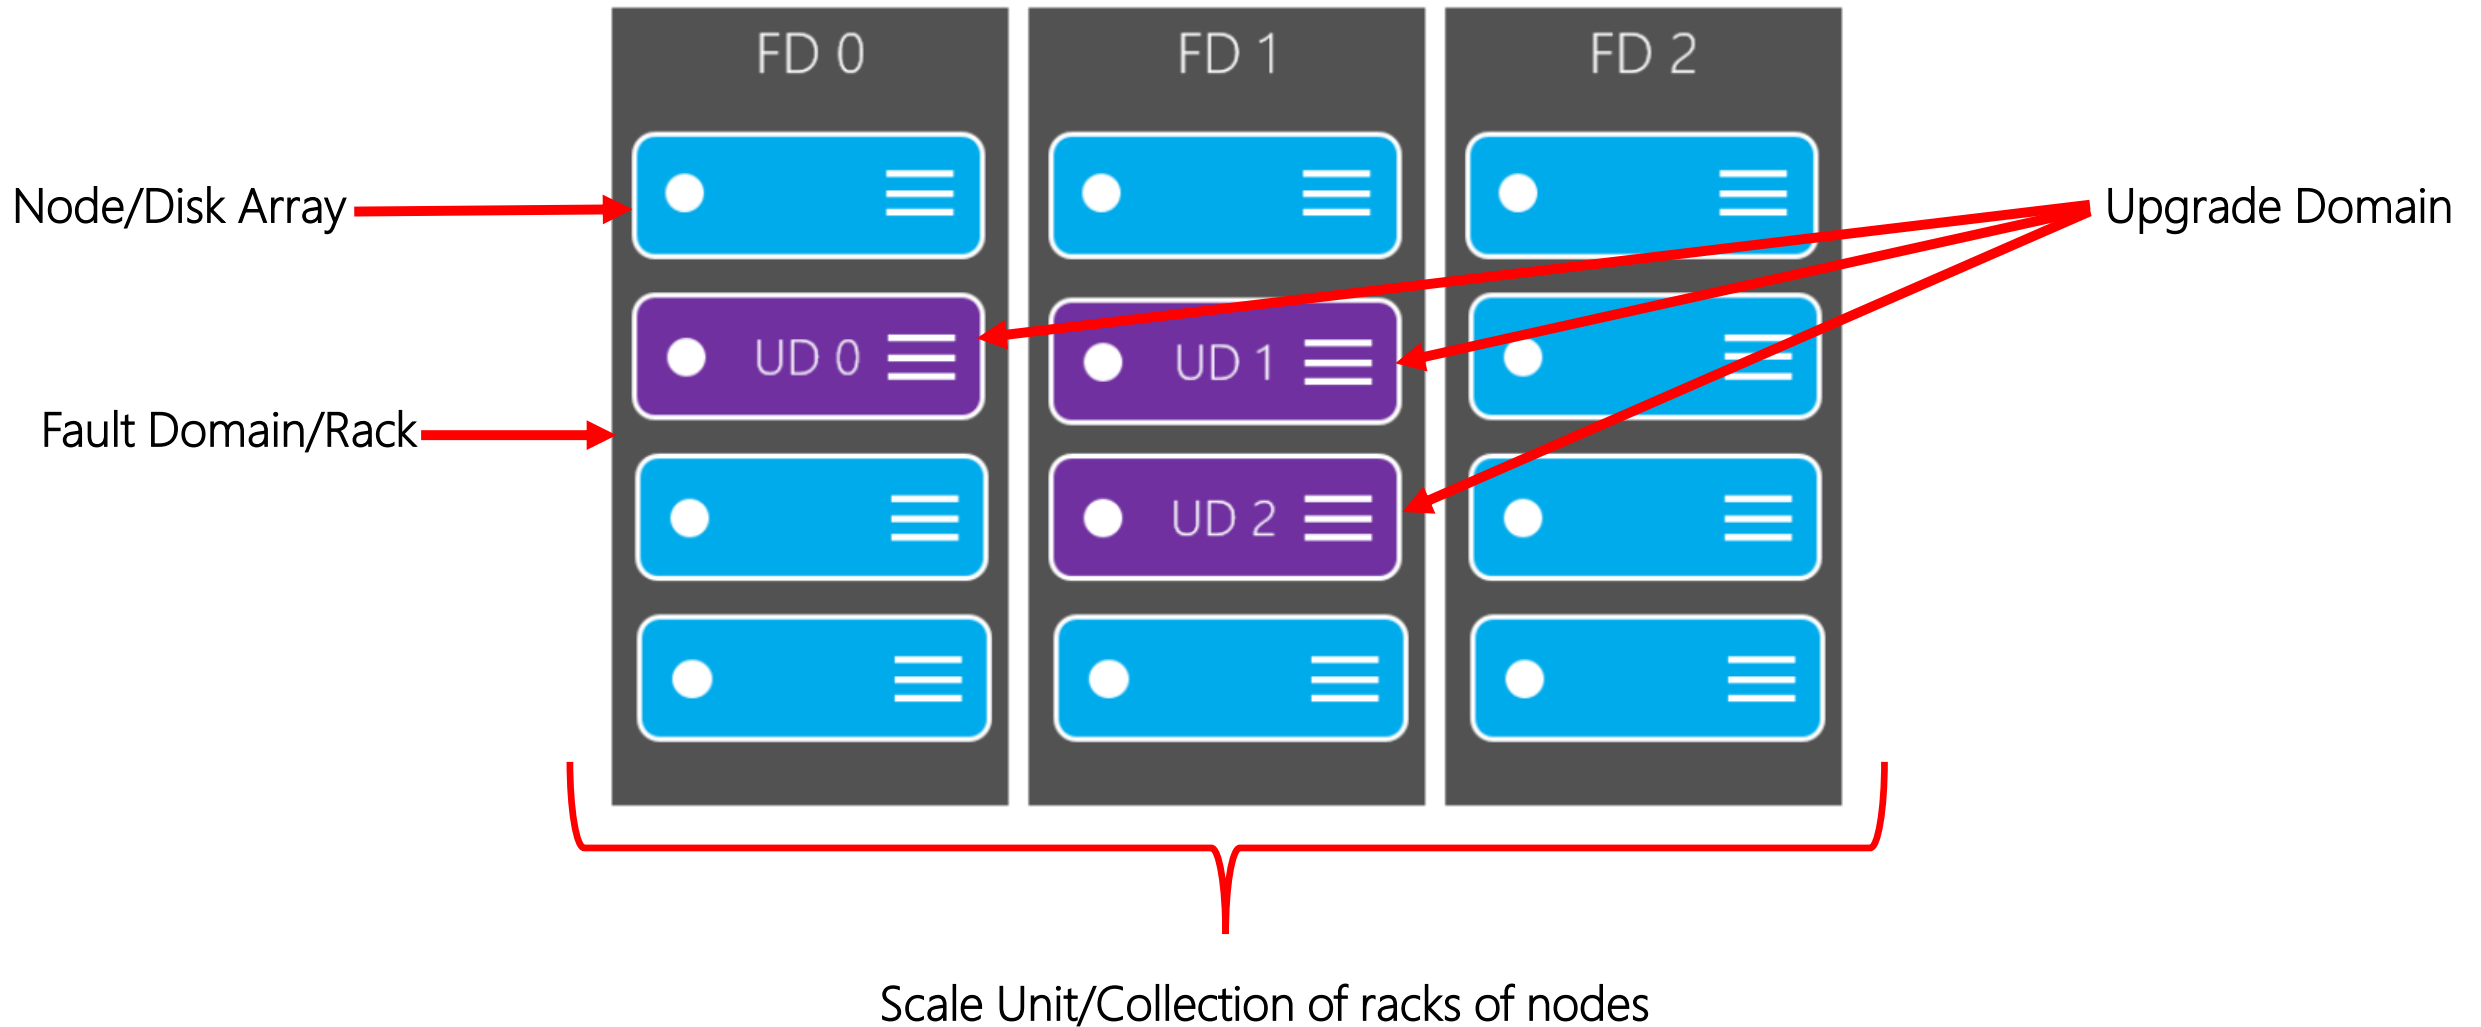 FD 0
FD 1
FD 2
Node/Disk Array
Upgrade Domain
UD 0
UD 1
Fault Domain/Rack
UD 2
Scale Unit/Collection of racks of nodes